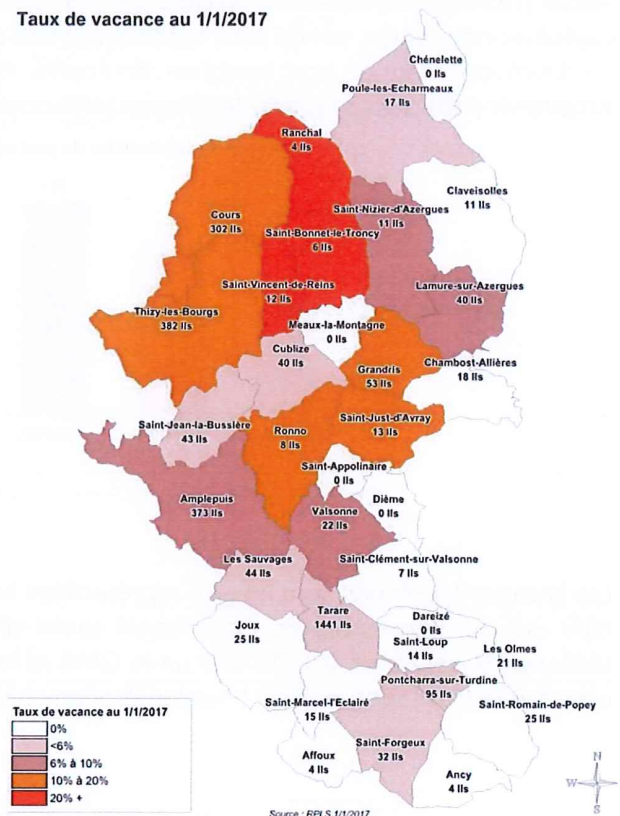 Taux de vacance au 1/1/2017
Chénelette
0 lls
Poule-les-Echarmeaux
17 lls
Ranchal
4 lls
Claveisolles
11 lls
Saint-Nizier-d'Azergues
11 lls
Cours
302 lls
Saint-Bonnet-le-Troncy
6 lls
Saint-Vincent-de-Reins
12 lls
Lamure-sur-Azergues
40 lls
Thizy-les-Bourgs
382 lls
Meaux-la-Montagne
0 lls
Cublize
40 lls
Chambost-Allières
18 lls
Grandris
53 lls
Saint-Jean-la-Bussière
43 lls
Saint-Just-d'Avray
13 lls
Ronno
8 lls
Saint-Appolinaire
0 lls
Amplepuis
373 lls
Dième
0 lls
Valsonne
22 lls
Les Sauvages
44 lls
Saint-Clément-sur-Valsonne
7 lls
Tarare
1441 lls
Joux
25 lls
Dareizé
0 lls
Saint-Loup
14 lls
Les Olmes
21 lls
Pontcharra-sur-Turdine
95 lls
Saint-Marcel-l'Eclairé
15 lls
Saint-Romain-de-Popey
25 lls
Saint-Forgeux
32 lls
Affoux
4 lls
Ancy
4 lls
Taux de vacance au 1/1/2017
0%
<6%
6% à 10%
10% à 20%
20% +
N
W
S
Source : RPLS 1/1/2017